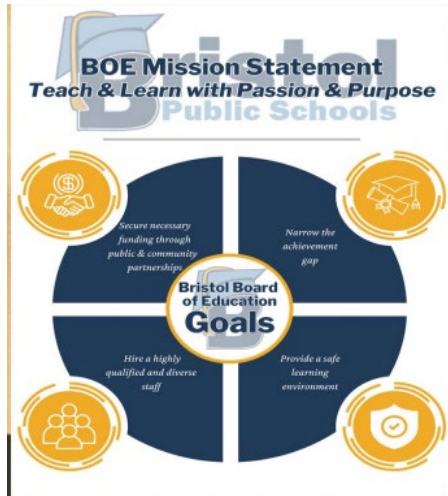 Bristol
Public Schools
BOE Mission Statement
Teach & Learn with Passion & Purpose
Secure necessary
funding through
public & community
partnerships
Narrow the
achievement
gap
Bristol Board
of Education
Goals
Hire a highly
qualified and diverse
staff
Provide a safe
learning
environment